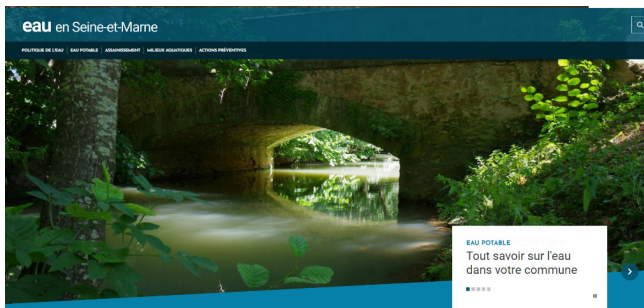 eau en Seine-et-Marne
POLITIQUE DE L'EAU | EAU POTABLE | ASSAINISSEMENT | MILIEUX AQUATIQUES | ACTIONS PRÉVENTIVES
EAU POTABLE
Tout savoir sur l'eau
dans votre commune